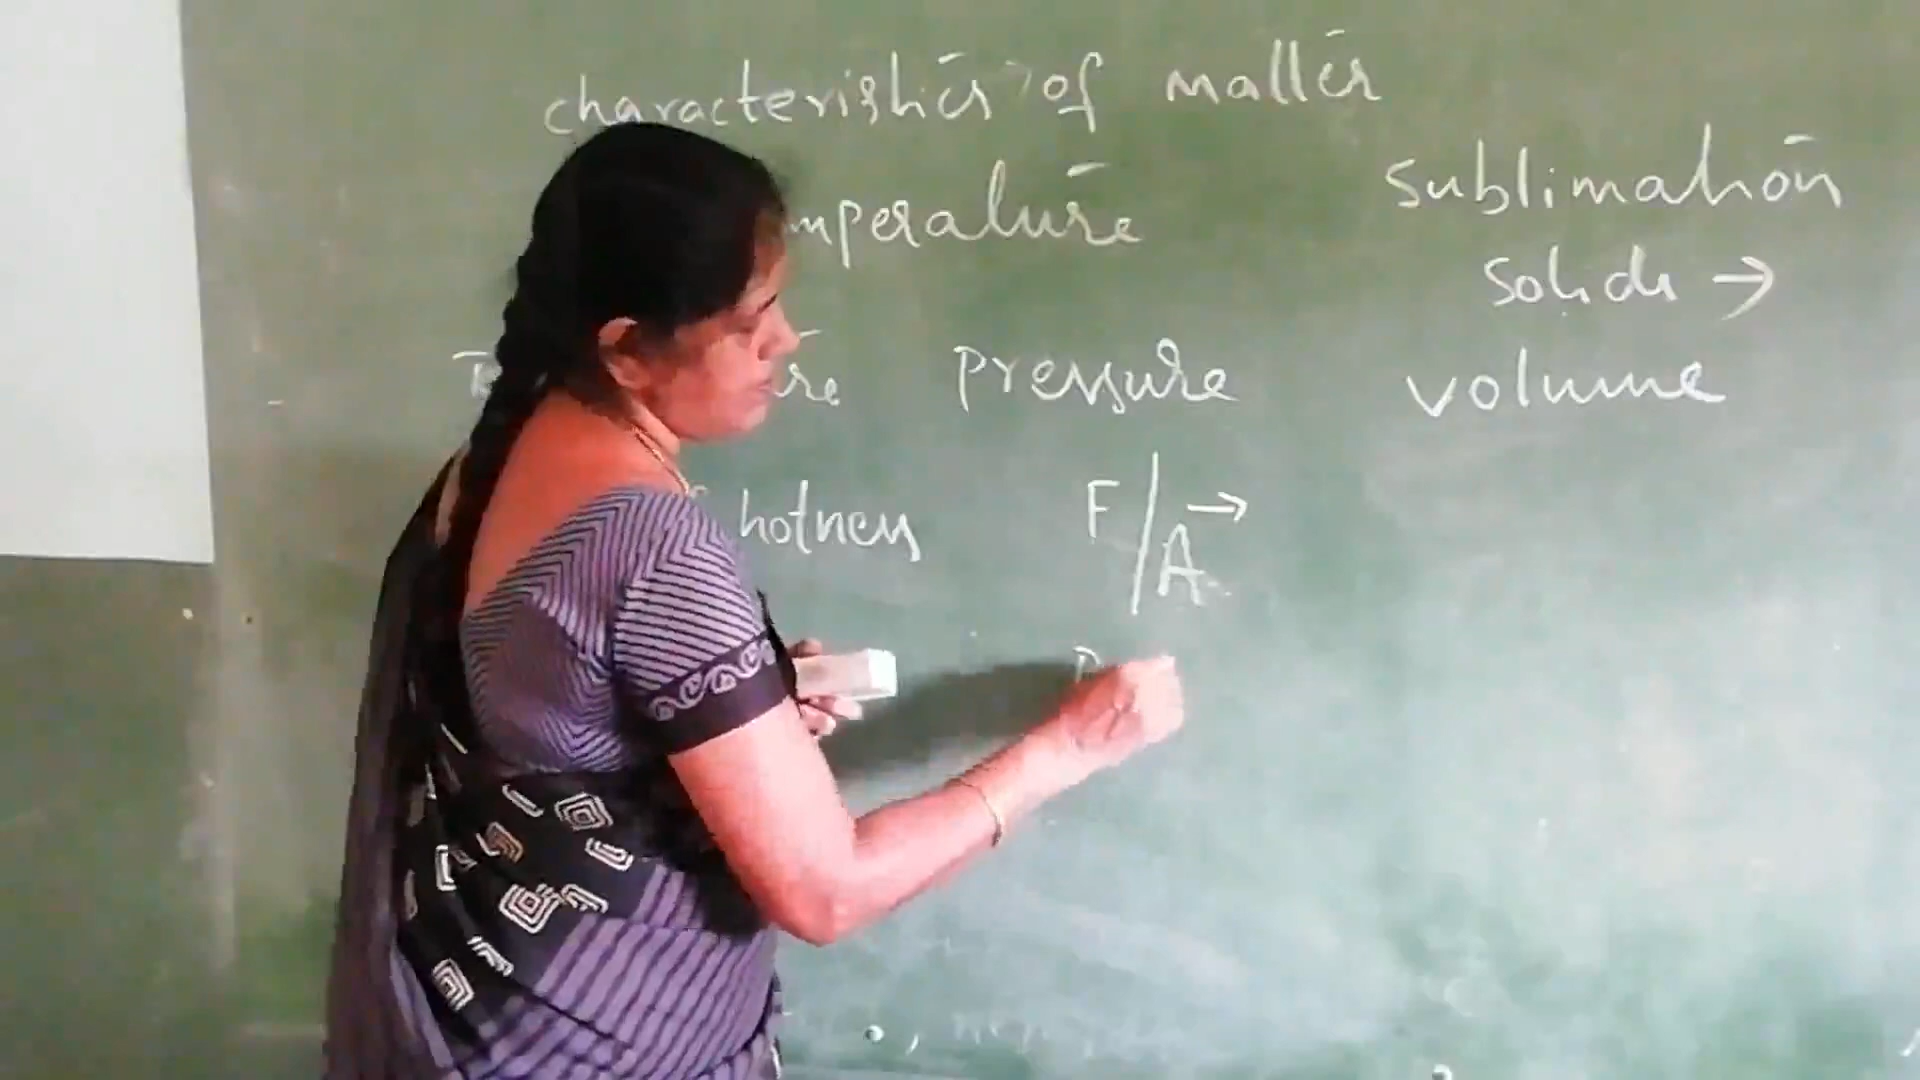 characteristics of matter
mperature
Sublimation
Solids →
Pressure volume
hotness F/A →
P